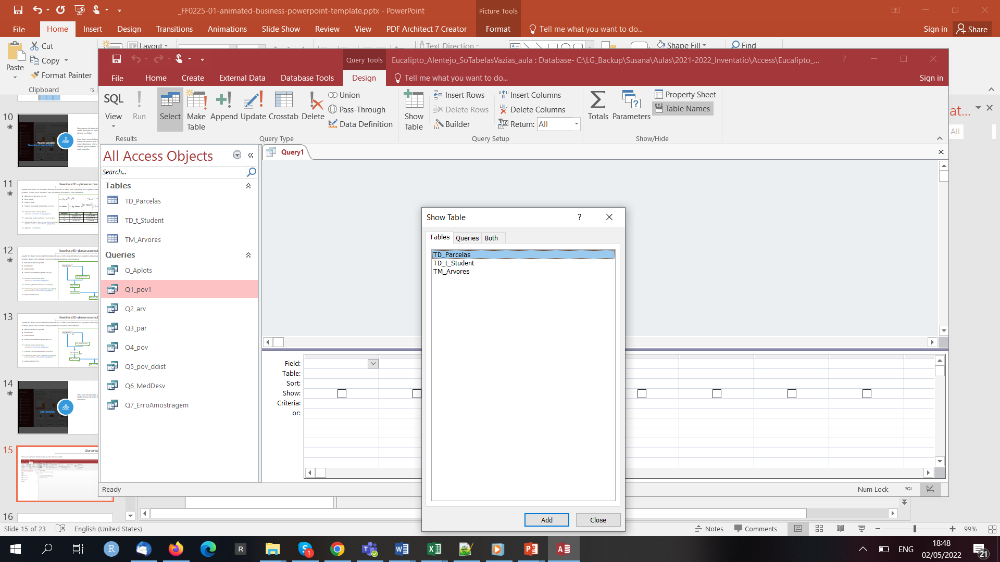 _FF0225-01-animated-business-powerpoint-template.pptx - PowerPoint
Picture Tools
File
Home
Insert
Design
Transitions
Animations
Slide Show
Review
View
PDF Architect 7 Creator
Format
Tell me what you want to do...
Sign in
Share
Paste
Cut
Copy
Format Painter
Clipboard
Layout
Text Direction
Shape Fill
Find
Query Tools
Eucalipto_Alentejo_SoTabelasVazias_aula : Database- C:\LG_Backup\Susana\Aulas\2021-2022_Inventatio\Access\Eucalipto_...
File
Home
Create
External Data
Database Tools
Design
Tell me what you want to do...
Sign in
SQL
View
Run
Results
Select
Make Table
Append
Update
Crosstab
Delete
Union
Pass-Through
Data Definition
Query Type
Show Table
Insert Rows
Delete Rows
Builder
Insert Columns
Delete Columns
Return: All
Query Setup
Totals
Parameters
Property Sheet
XYZ
Table Names
Show/Hide
at...
All
All Access Objects
Search...
Tables
TD_Parcelas
TD_t_Student
TM_Arvores
Queries
Q_Aplots
Q1_pov1
Q2_arv
Q3_par
Q4_pov
Q5_pov_ddist
Q6_MedDesv
Q7_ErroAmostragem
Query1
Field:
Table:
Sort:
Show:
Criteria:
or:
Show Table
?
Tables
Queries
Both
TD_Parcelas
TD_t_Student
TM_Arvores
Add
Close
Ready
Num Lock
SQL
10
Planear consultas
11
12
13
14
Criar Consultas
15
16
Slide 15 of 23
English (United States)
Notes
Comments
99%
R
R
1
ENG
18:48
02/05/2022
21